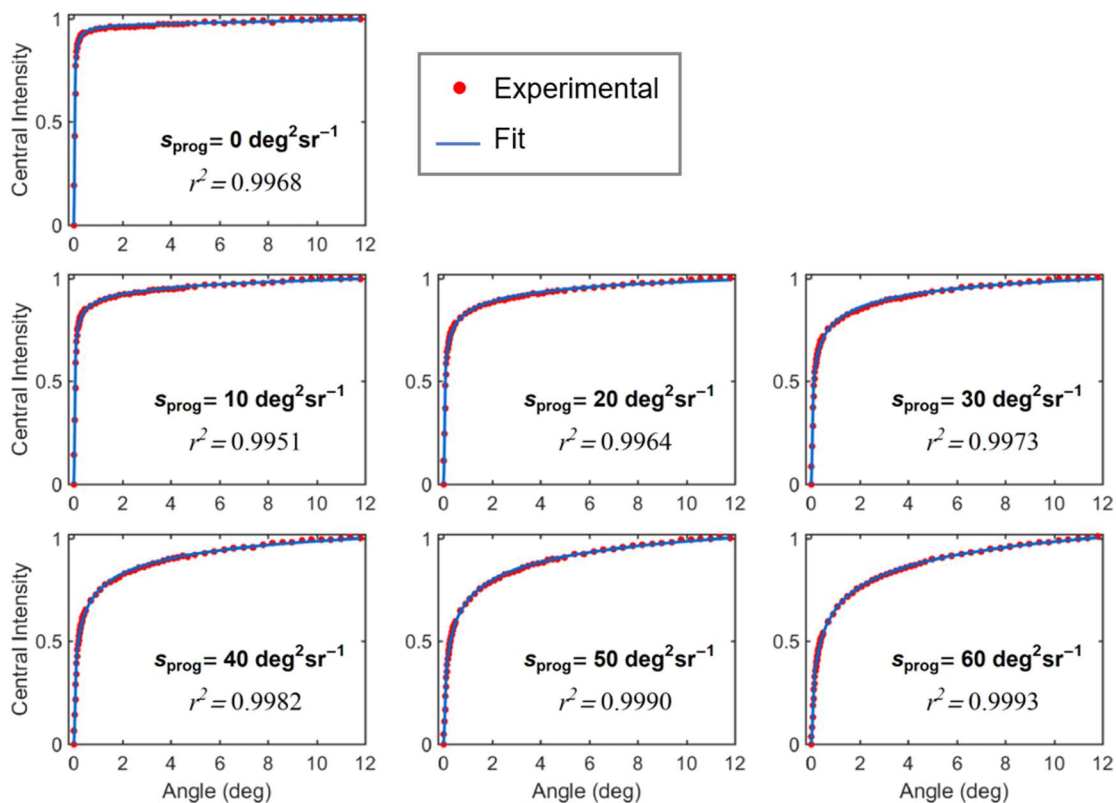 1
0.5
0
Central Intensity
s_prog= 0 deg²sr⁻¹
r² = 0.9968
0 2 4 6 8 10 12
Experimental
Fit
1
0.5
0
Central Intensity
s_prog= 10 deg²sr⁻¹
r² = 0.9951
0 2 4 6 8 10 12
1
0.5
0
s_prog= 20 deg²sr⁻¹
r² = 0.9964
0 2 4 6 8 10 12
1
0.5
0
s_prog= 30 deg²sr⁻¹
r² = 0.9973
0 2 4 6 8 10 12
1
0.5
0
Central Intensity
s_prog= 40 deg²sr⁻¹
r² = 0.9982
0 2 4 6 8 10 12
Angle (deg)
1
0.5
0
s_prog= 50 deg²sr⁻¹
r² = 0.9990
0 2 4 6 8 10 12
Angle (deg)
1
0.5
0
s_prog= 60 deg²sr⁻¹
r² = 0.9993
0 2 4 6 8 10 12
Angle (deg)